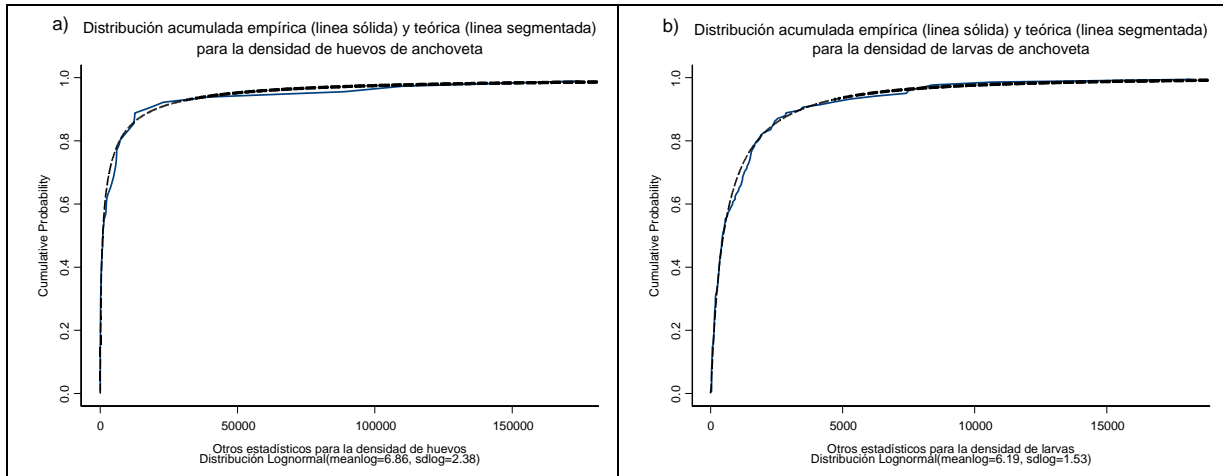 a) Distribución acumulada empírica (linea sólida) y teórica (linea segmentada)
para la densidad de huevos de anchoveta
Cumulative Probability
1.0
0.8
0.6
0.4
0.2
0.0
0 50000 100000 150000
Otros estadísticos para la densidad de huevos
Distribución Lognormal(meanlog=6.86, sdlog=2.38)
b) Distribución acumulada empírica (linea sólida) y teórica (linea segmentada)
para la densidad de larvas de anchoveta
Cumulative Probability
1.0
0.8
0.6
0.4
0.2
0.0
0 5000 10000 15000
Otros estadísticos para la densidad de larvas
Distribución Lognormal(meanlog=6.19, sdlog=1.53)